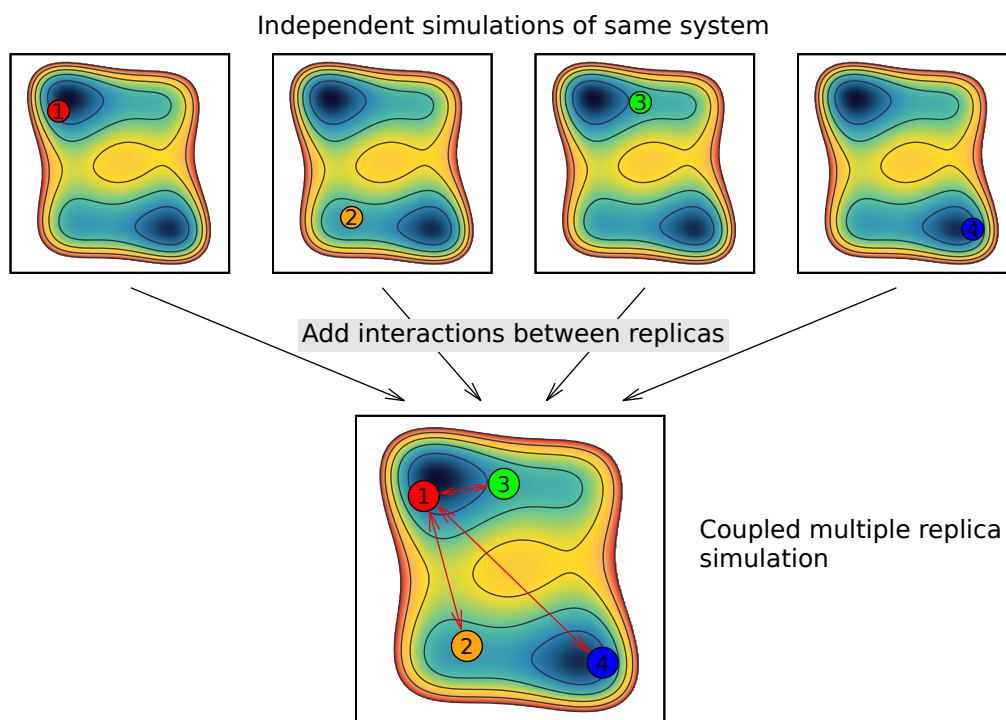 Independent simulations of same system
1
2
3
4
Add interactions between replicas
1
3
2
4
Coupled multiple replica
simulation